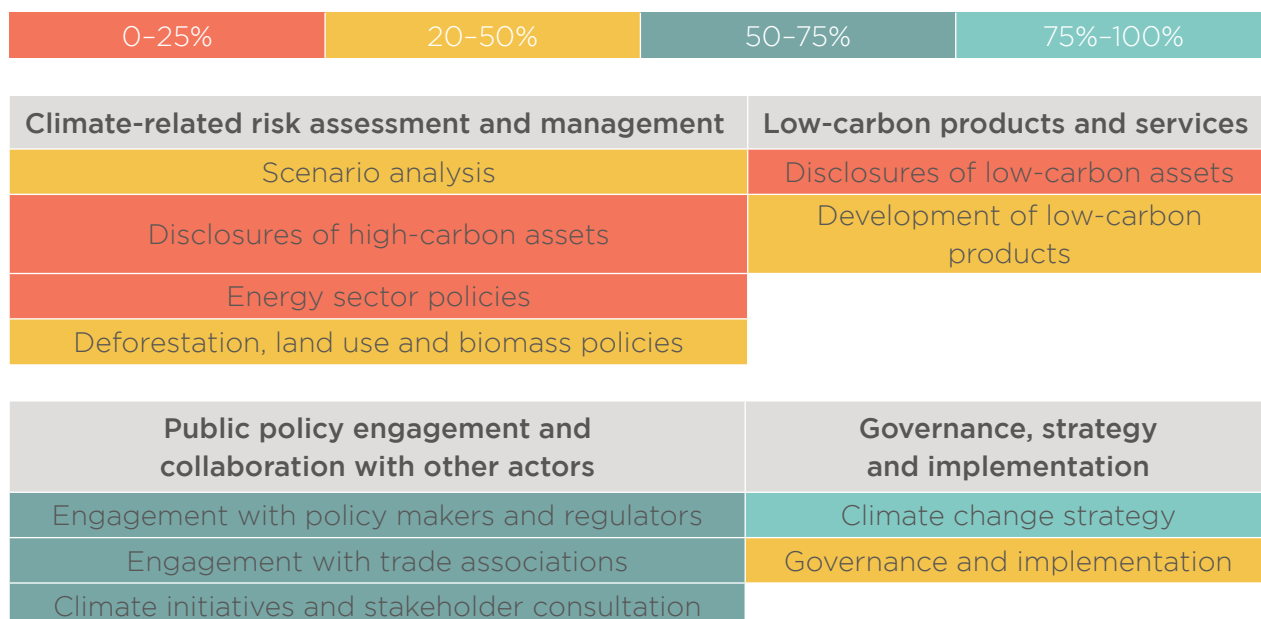 0–25% 20–50% 50–75% 75%–100%
Climate-related risk assessment and management
Scenario analysis
Disclosures of high-carbon assets
Energy sector policies
Deforestation, land use and biomass policies
Low-carbon products and services
Disclosures of low-carbon assets
Development of low-carbon
products
Public policy engagement and
collaboration with other actors
Engagement with policy makers and regulators
Engagement with trade associations
Climate initiatives and stakeholder consultation
Governance, strategy
and implementation
Climate change strategy
Governance and implementation